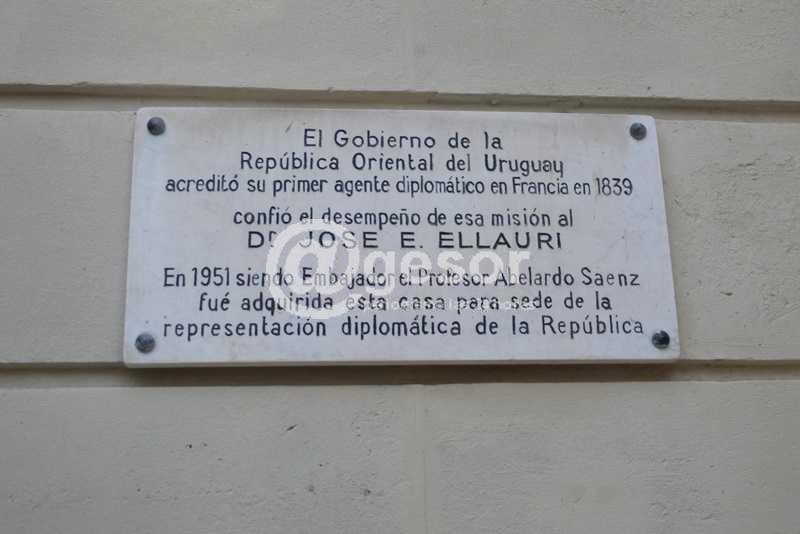 El Gobierno de la
República Oriental del Uruguay
acreditó su primer agente diplomático en Francia en 1839
confió el desempeño de esa misión al
Dr JOSE E. ELLAURI
En 1951 siendo Embajador el Profesor Abelardo Saenz
fué adquirida esta casa para sede de la
representación diplomática de la República
@gesor